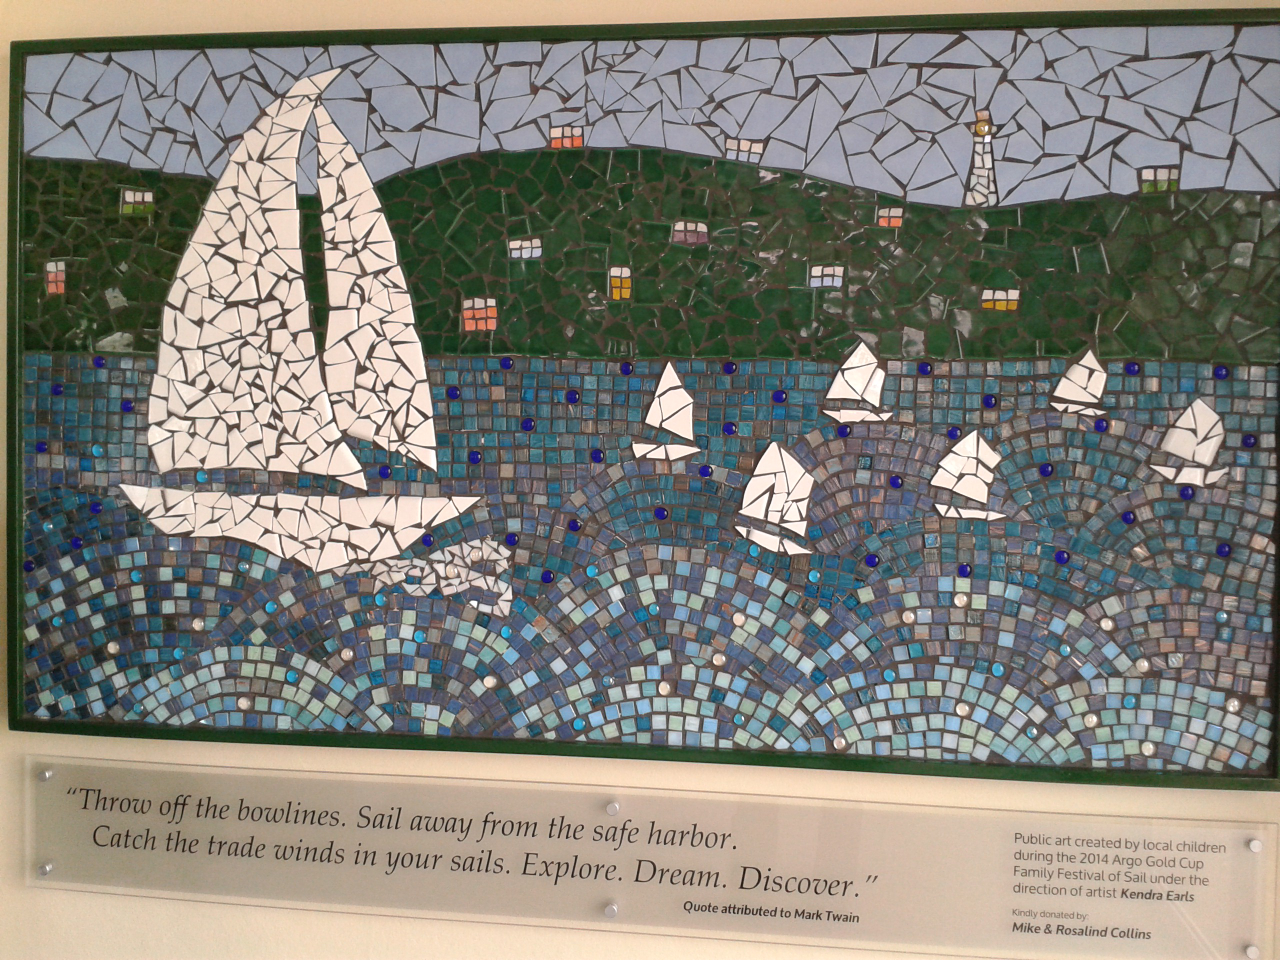 “Throw off the bowlines. Sail away from the safe harbor.
Catch the trade winds in your sails. Explore. Dream. Discover.”
Quote attributed to Mark Twain
Public art created by local children
during the 2014 Argo Gold Cup
Family Festival of Sail under the
direction of artist Kendra Earls
Kindly donated by:
Mike & Rosalind Collins